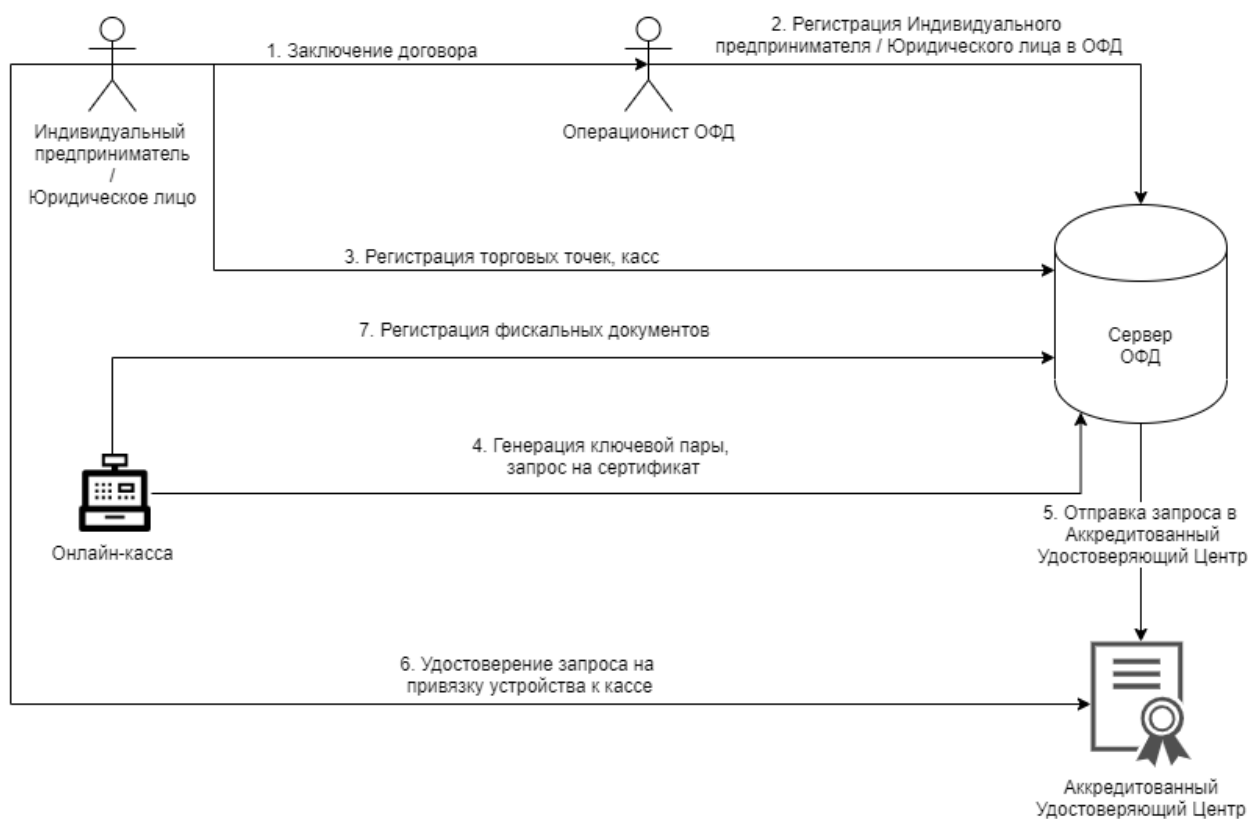 1. Заключение договора
2. Регистрация Индивидуального
предпринимателя / Юридического лица в ОФД
Индивидуальный
предприниматель
/
Юридическое лицо
Операционист ОФД
3. Регистрация торговых точек, касс
7. Регистрация фискальных документов
Сервер
ОФД
4. Генерация ключевой пары,
запрос на сертификат
Онлайн-касса
5. Отправка запроса в
Аккредитованный
Удостоверяющий Центр
6. Удостоверение запроса на
привязку устройства к кассе
Аккредитованный
Удостоверяющий Центр